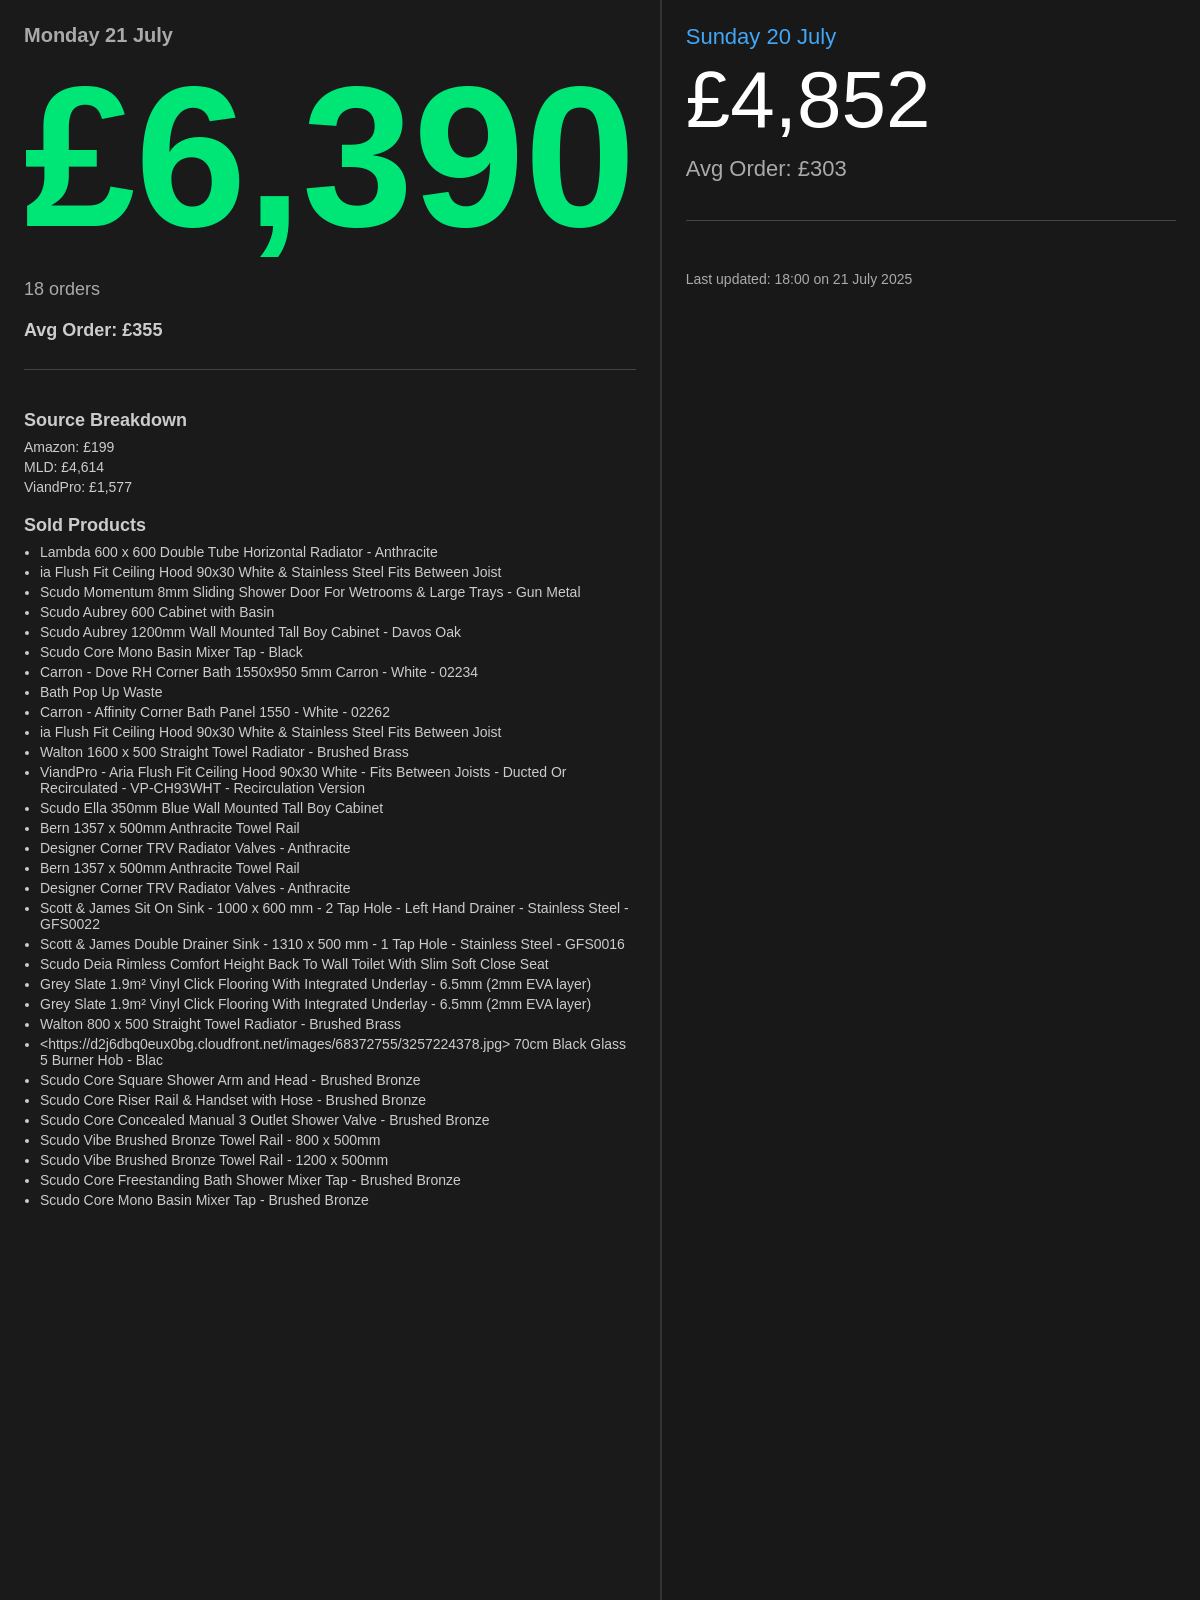 Monday 21 July
£6,390
18 orders
Avg Order: £355
Source Breakdown
Amazon: £199
MLD: £4,614
ViandPro: £1,577
Sold Products
• Lambda 600 x 600 Double Tube Horizontal Radiator - Anthracite
• ia Flush Fit Ceiling Hood 90x30 White & Stainless Steel Fits Between Joist
• Scudo Momentum 8mm Sliding Shower Door For Wetrooms & Large Trays - Gun Metal
• Scudo Aubrey 600 Cabinet with Basin
• Scudo Aubrey 1200mm Wall Mounted Tall Boy Cabinet - Davos Oak
• Scudo Core Mono Basin Mixer Tap - Black
• Carron - Dove RH Corner Bath 1550x950 5mm Carron - White - 02234
• Bath Pop Up Waste
• Carron - Affinity Corner Bath Panel 1550 - White - 02262
• ia Flush Fit Ceiling Hood 90x30 White & Stainless Steel Fits Between Joist
• Walton 1600 x 500 Straight Towel Radiator - Brushed Brass
• ViandPro - Aria Flush Fit Ceiling Hood 90x30 White - Fits Between Joists - Ducted Or
Recirculated - VP-CH93WHT - Recirculation Version
• Scudo Ella 350mm Blue Wall Mounted Tall Boy Cabinet
• Bern 1357 x 500mm Anthracite Towel Rail
• Designer Corner TRV Radiator Valves - Anthracite
• Bern 1357 x 500mm Anthracite Towel Rail
• Designer Corner TRV Radiator Valves - Anthracite
• Scott & James Sit On Sink - 1000 x 600 mm - 2 Tap Hole - Left Hand Drainer - Stainless Steel -
GFS0022
• Scott & James Double Drainer Sink - 1310 x 500 mm - 1 Tap Hole - Stainless Steel - GFS0016
• Scudo Deia Rimless Comfort Height Back To Wall Toilet With Slim Soft Close Seat
• Grey Slate 1.9m² Vinyl Click Flooring With Integrated Underlay - 6.5mm (2mm EVA layer)
• Grey Slate 1.9m² Vinyl Click Flooring With Integrated Underlay - 6.5mm (2mm EVA layer)
• Walton 800 x 500 Straight Towel Radiator - Brushed Brass
• <https://d2j6dbq0eux0bg.cloudfront.net/images/68372755/3257224378.jpg> 70cm Black Glass
5 Burner Hob - Blac
• Scudo Core Square Shower Arm and Head - Brushed Bronze
• Scudo Core Riser Rail & Handset with Hose - Brushed Bronze
• Scudo Core Concealed Manual 3 Outlet Shower Valve - Brushed Bronze
• Scudo Vibe Brushed Bronze Towel Rail - 800 x 500mm
• Scudo Vibe Brushed Bronze Towel Rail - 1200 x 500mm
• Scudo Core Freestanding Bath Shower Mixer Tap - Brushed Bronze
• Scudo Core Mono Basin Mixer Tap - Brushed Bronze
Sunday 20 July
£4,852
Avg Order: £303
Last updated: 18:00 on 21 July 2025